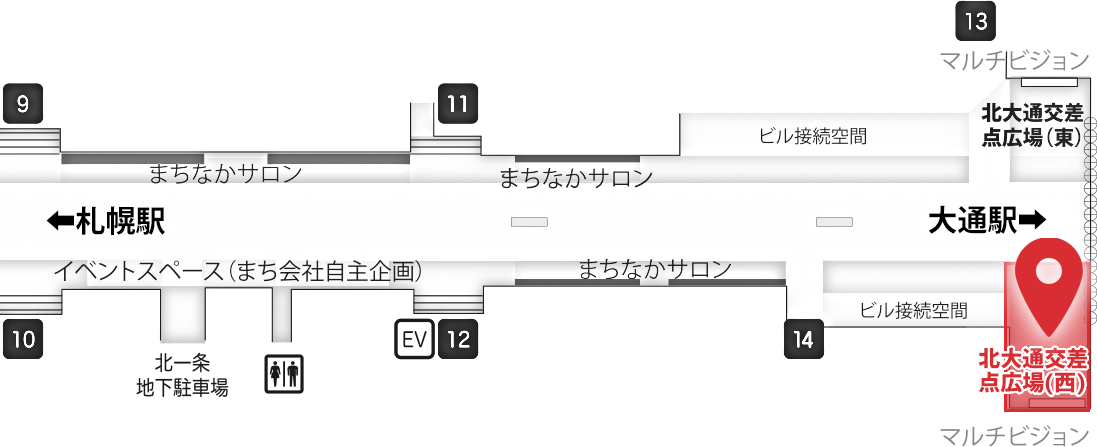 13
マルチビジョン
9
11
北大通交差
点広場（東）
ビル接続空間
まちなかサロン
まちなかサロン
札幌駅
大通駅
イベントスペース（まち会社自主企画）
まちなかサロン
ビル接続空間
10
EV
12
14
北一条
地下駐車場
北大通交差
点広場(西)
マルチビジョン